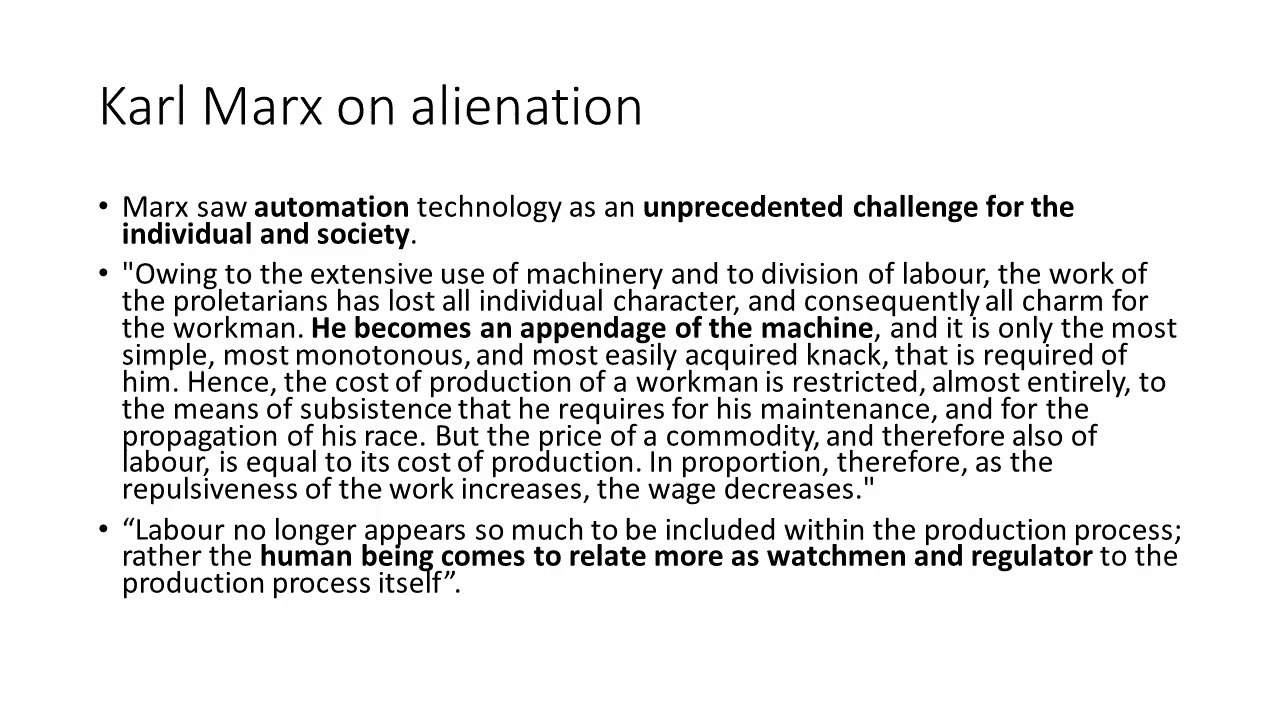 Karl Marx on alienation
• Marx saw automation technology as an unprecedented challenge for the
individual and society.
• "Owing to the extensive use of machinery and to division of labour, the work of
the proletarians has lost all individual character, and consequently all charm for
the workman. He becomes an appendage of the machine, and it is only the most
simple, most monotonous, and most easily acquired knack, that is required of
him. Hence, the cost of production of a workman is restricted, almost entirely, to
the means of subsistence that he requires for his maintenance, and for the
propagation of his race. But the price of a commodity, and therefore also of
labour, is equal to its cost of production. In proportion, therefore, as the
repulsiveness of the work increases, the wage decreases."
• “Labour no longer appears so much to be included within the production process;
rather the human being comes to relate more as watchmen and regulator to the
production process itself”.